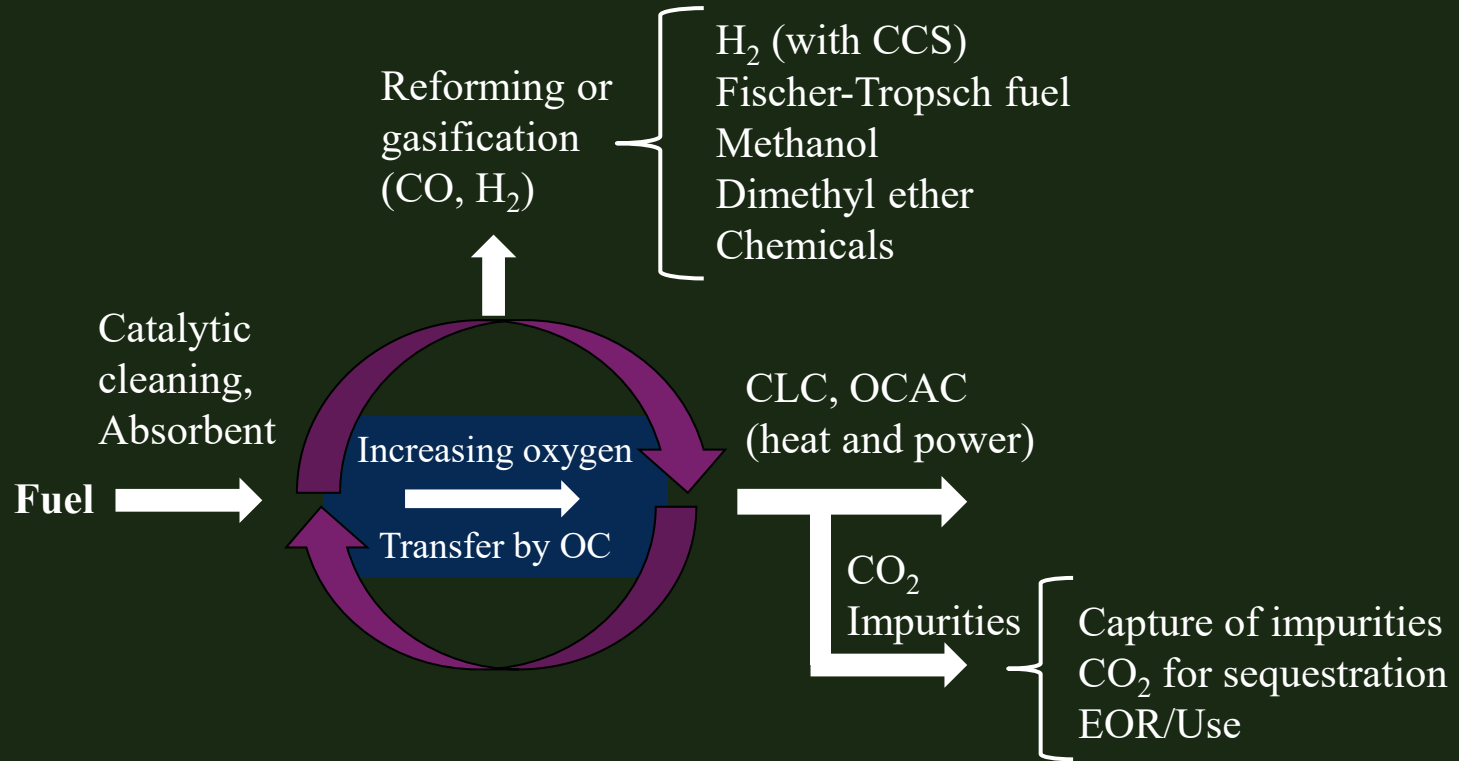 H₂ (with CCS)
Fischer-Tropsch fuel
Methanol
Dimethyl ether
Chemicals
Reforming or
gasification
(CO, H₂)
Catalytic
cleaning,
Absorbent
Fuel
Increasing oxygen
Transfer by OC
CLC, OCAC
(heat and power)
CO₂
Impurities
Capture of impurities
CO₂ for sequestration
EOR/Use